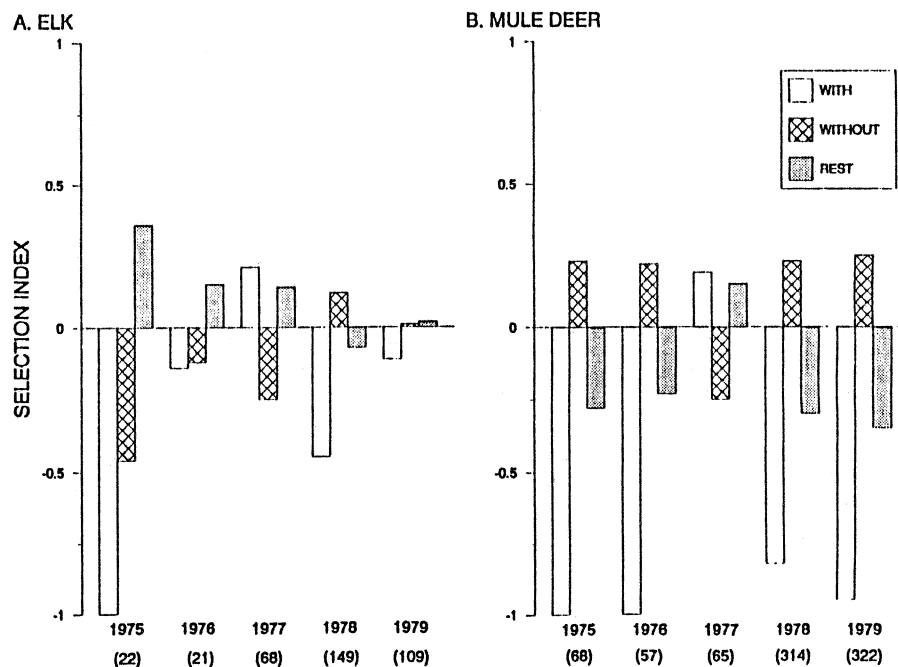 A. ELK
B. MULE DEER
SELECTION INDEX
1
0.5
0
-0.5
-1
1975 1976 1977 1978 1979
(22) (21) (68) (149) (109)
1
0.5
0
-0.5
-1
WITH
WITHOUT
REST
1975 1976 1977 1978 1979
(68) (57) (65) (314) (322)